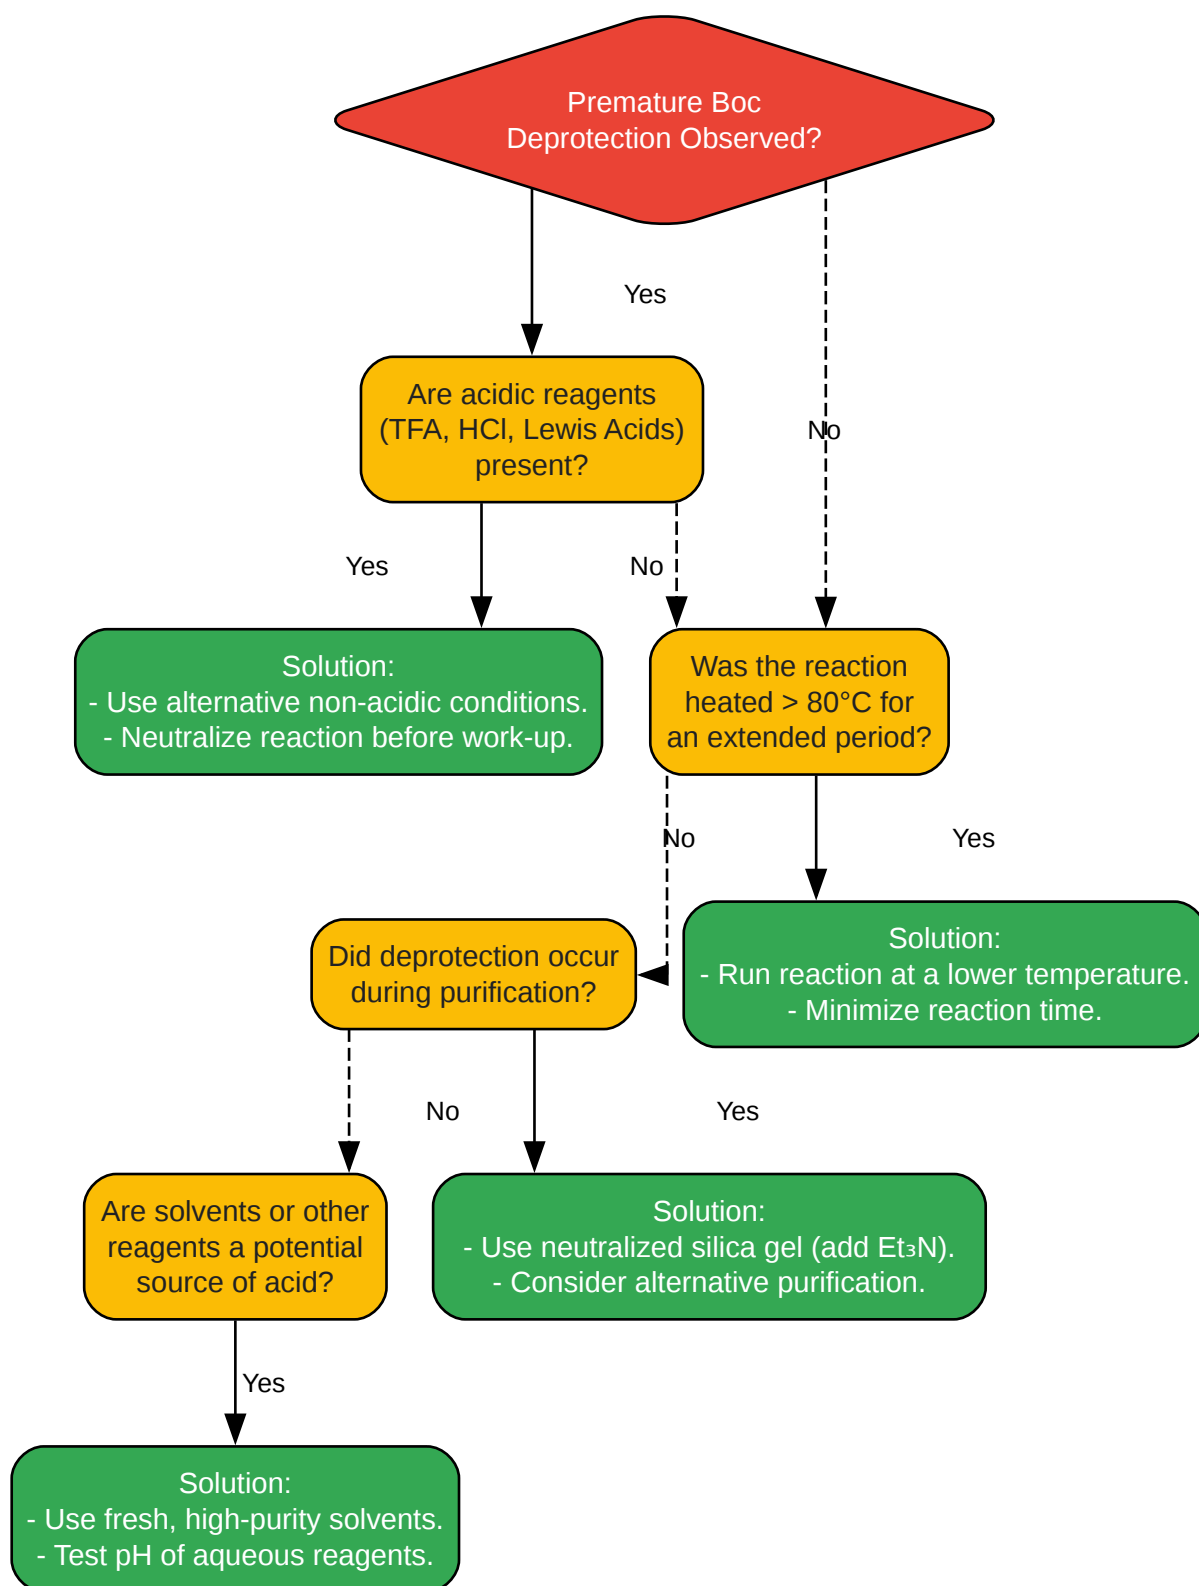 Premature Boc
Deprotection Observed?
Yes
Are acidic reagents
(TFA, HCl, Lewis Acids)
present?
No
Yes
No
Solution:
- Use alternative non-acidic conditions.
- Neutralize reaction before work-up.
Was the reaction
heated > 80°C for
an extended period?
No
Yes
Did deprotection occur
during purification?
Solution:
- Run reaction at a lower temperature.
- Minimize reaction time.
No
Yes
Are solvents or other
reagents a potential
source of acid?
Solution:
- Use neutralized silica gel (add Et₃N).
- Consider alternative purification.
Yes
Solution:
- Use fresh, high-purity solvents.
- Test pH of aqueous reagents.